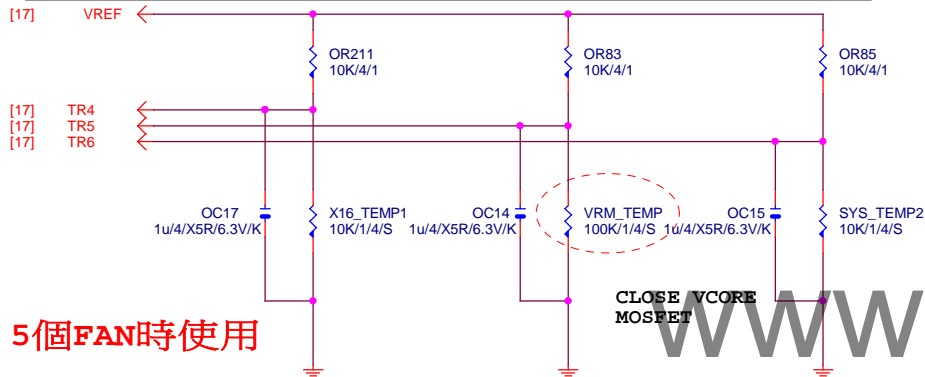 [17] VREF
OR211
10K/4/1
OR83
10K/4/1
OR85
10K/4/1
[17] TR4
[17] TR5
[17] TR6
OC17
1u/4/X5R/6.3V/K
X16_TEMP1
10K/1/4/S
OC14
1u/4/X5R/6.3V/K
VRM_TEMP
100K/1/4/S
OC15
1u/4/X5R/6.3V/K
SYS_TEMP2
10K/1/4/S
CLOSE VCORE
MOSFET
WWW
5個FAN時使用